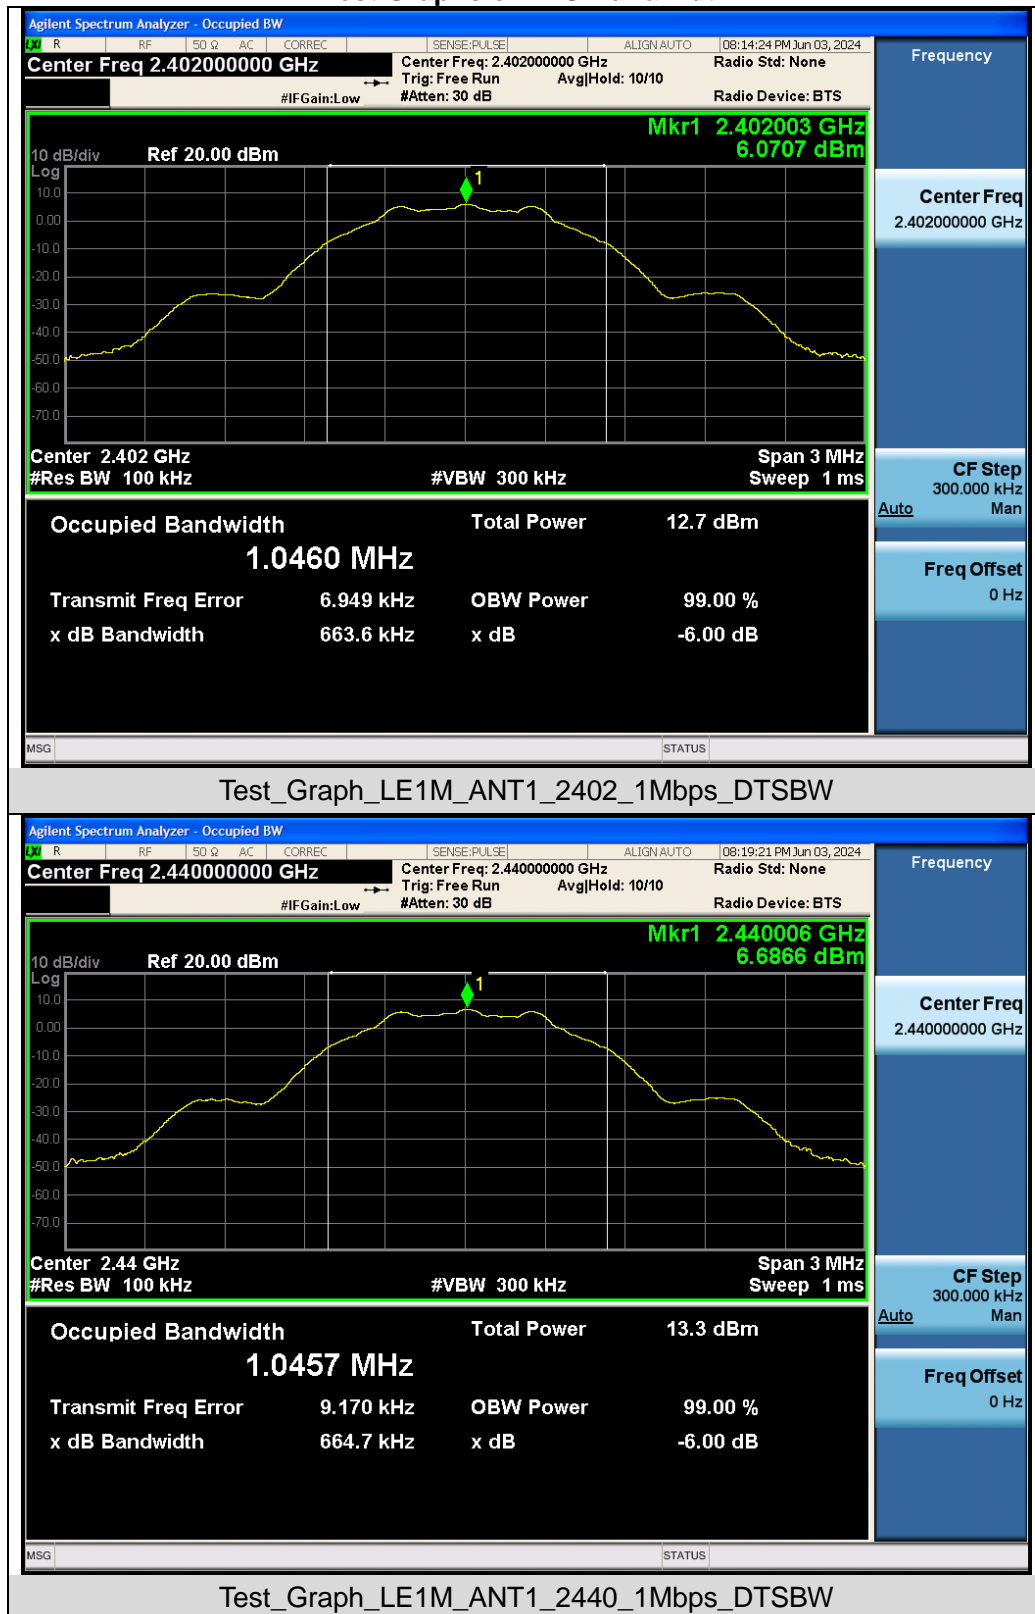 Agilent Spectrum Analyzer - Occupied BW
LXI R RF 50 Ω AC CORREC SENSE:PULSE ALIGN AUTO 08:14:24 PM Jun 03, 2024
Center Freq 2.402000000 GHz
Center Freq: 2.402000000 GHz Radio Std: None
Trig: Free Run Avg|Hold: 10/10
#IFGain:Low #Atten: 30 dB Radio Device: BTS
Frequency
Mkr1 2.402003 GHz
6.0707 dBm
10 dB/div Ref 20.00 dBm
Log
1
10.0
0.00
-10.0
-20.0
-30.0
-40.0
-50.0
-60.0
-70.0
Center 2.402 GHz Span 3 MHz
#Res BW 100 kHz #VBW 300 kHz Sweep 1 ms
Center Freq
2.402000000 GHz
CF Step
300.000 kHz
Auto Man
Freq Offset
0 Hz
Occupied Bandwidth Total Power 12.7 dBm
1.0460 MHz
Transmit Freq Error 6.949 kHz OBW Power 99.00 %
x dB Bandwidth 663.6 kHz x dB -6.00 dB
MSG STATUS
Test_Graph_LE1M_ANT1_2402_1Mbps_DTSBW
Agilent Spectrum Analyzer - Occupied BW
LXI R RF 50 Ω AC CORREC SENSE:PULSE ALIGN AUTO 08:19:21 PM Jun 03, 2024
Center Freq 2.440000000 GHz
Center Freq: 2.440000000 GHz Radio Std: None
Trig: Free Run Avg|Hold: 10/10
#IFGain:Low #Atten: 30 dB Radio Device: BTS
Frequency
Mkr1 2.440006 GHz
6.6866 dBm
10 dB/div Ref 20.00 dBm
Log
1
10.0
0.00
-10.0
-20.0
-30.0
-40.0
-50.0
-60.0
-70.0
Center 2.44 GHz Span 3 MHz
#Res BW 100 kHz #VBW 300 kHz Sweep 1 ms
Center Freq
2.440000000 GHz
CF Step
300.000 kHz
Auto Man
Freq Offset
0 Hz
Occupied Bandwidth Total Power 13.3 dBm
1.0457 MHz
Transmit Freq Error 9.170 kHz OBW Power 99.00 %
x dB Bandwidth 664.7 kHz x dB -6.00 dB
MSG STATUS
Test_Graph_LE1M_ANT1_2440_1Mbps_DTSBW